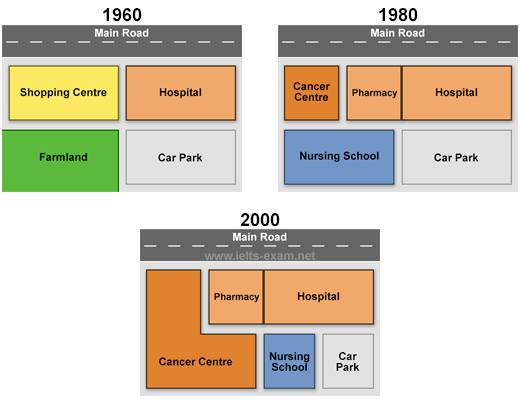 1960
Main Road
Shopping Centre
Hospital
Farmland
Car Park
1980
Main Road
Cancer
Centre
Pharmacy
Hospital
Nursing School
Car Park
2000
Main Road
www.ielts-exam.net
Pharmacy
Hospital
Cancer Centre
Nursing
School
Car
Park